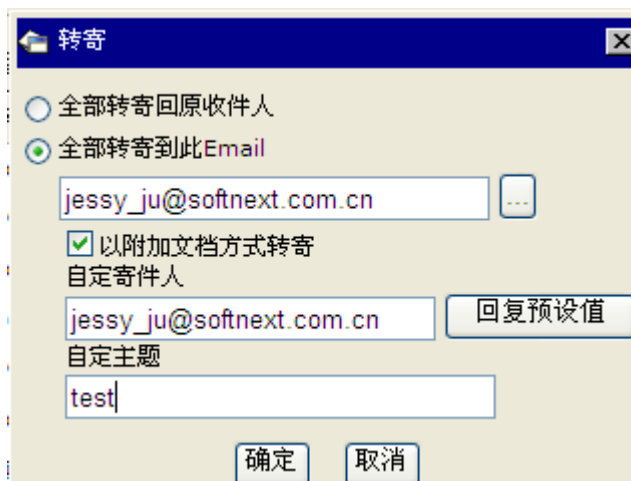 转寄
全部转寄回原收件人
全部转寄到此Email
jessy_ju@softnext.com.cn ...
以附加文档方式转寄
自定寄件人
jessy_ju@softnext.com.cn 回复预设值
自定主题
test
确定 取消